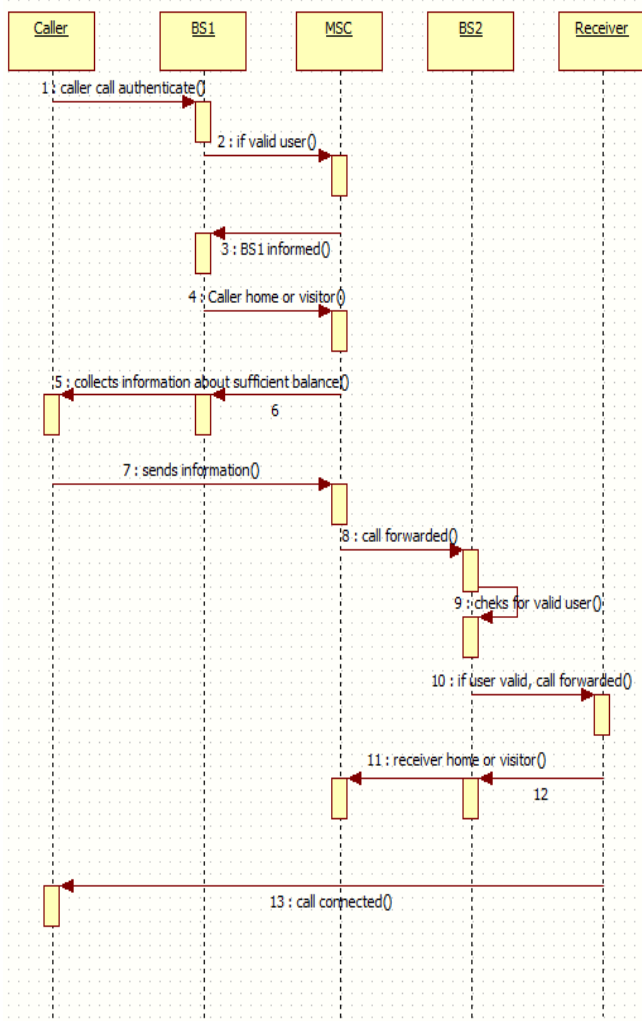 Caller
BS1
MSC
BS2
Receiver
1 : caller call authenticate()
2 : if valid user()
3 : BS1 informed()
4 : Caller home or visitor()
5 : collects information about sufficient balance()
6
7 : sends information()
8 : call forwarded()
9 : cheks for valid user()
10 : if user valid, call forwarded()
11 : receiver home or visitor()
12
13 : call connected()